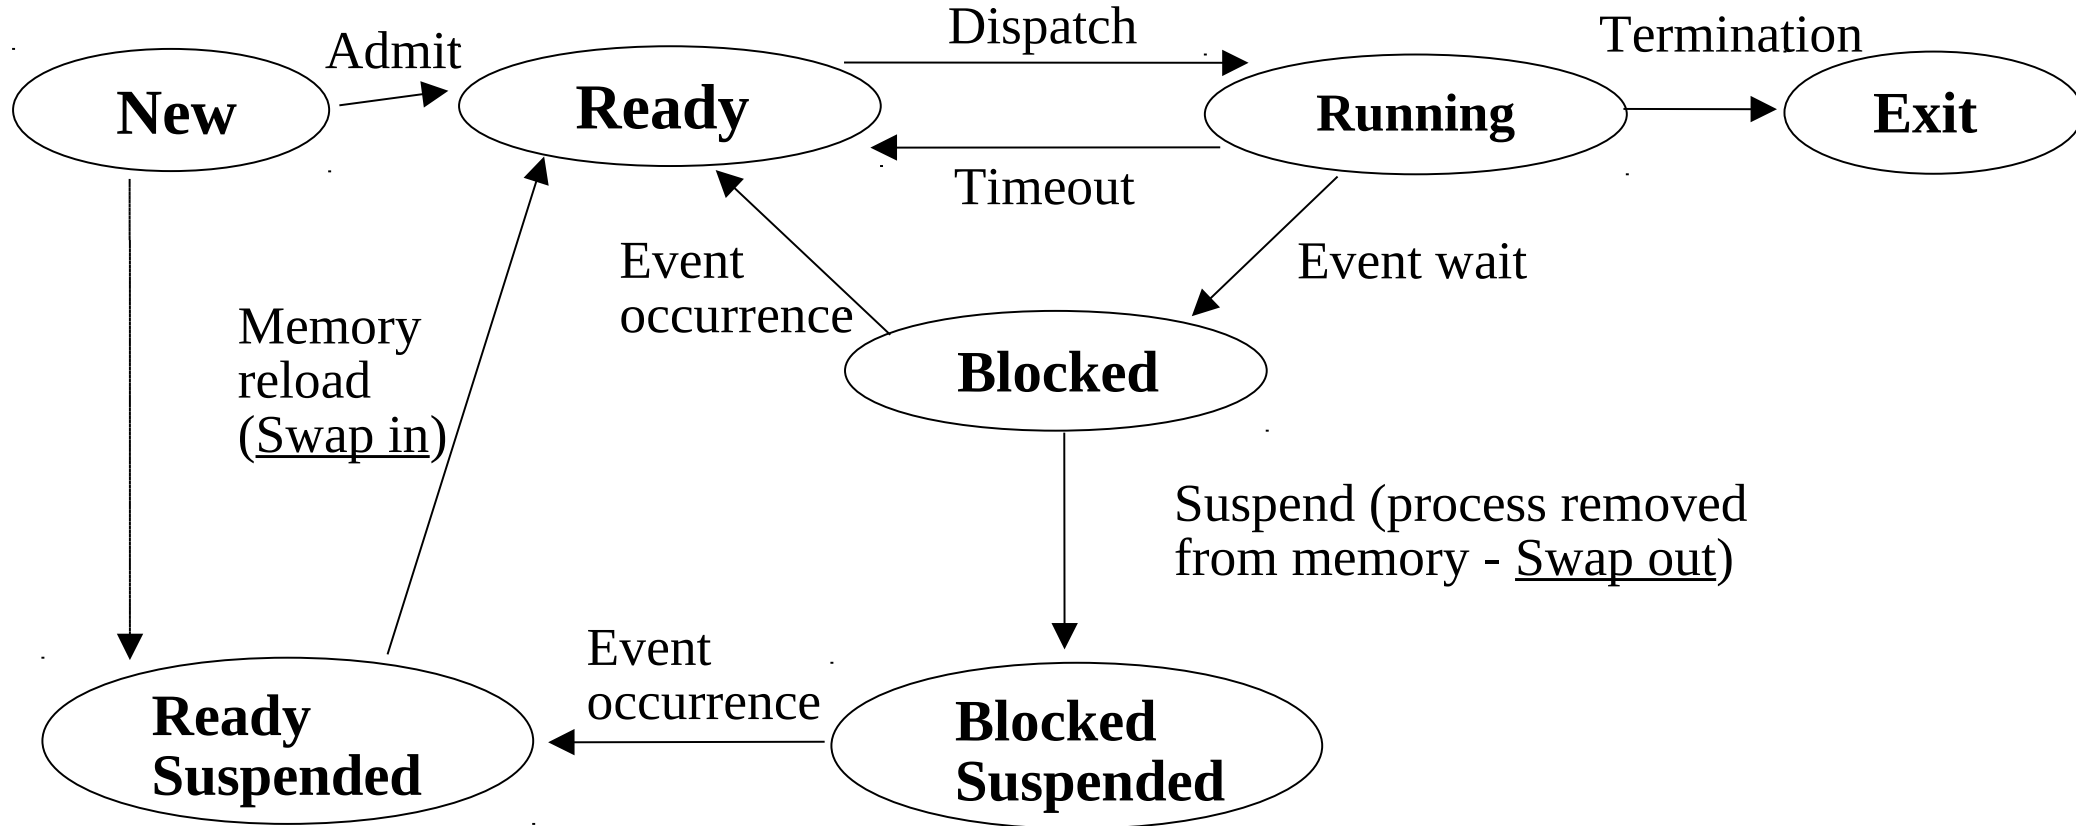 Dispatch
Termination
Admit
New
Ready
Running
Exit
Timeout
Event
occurrence
Event wait
Memory
reload
(Swap in)
Blocked
Suspend (process removed
from memory - Swap out)
Event
occurrence
Ready
Suspended
Blocked
Suspended